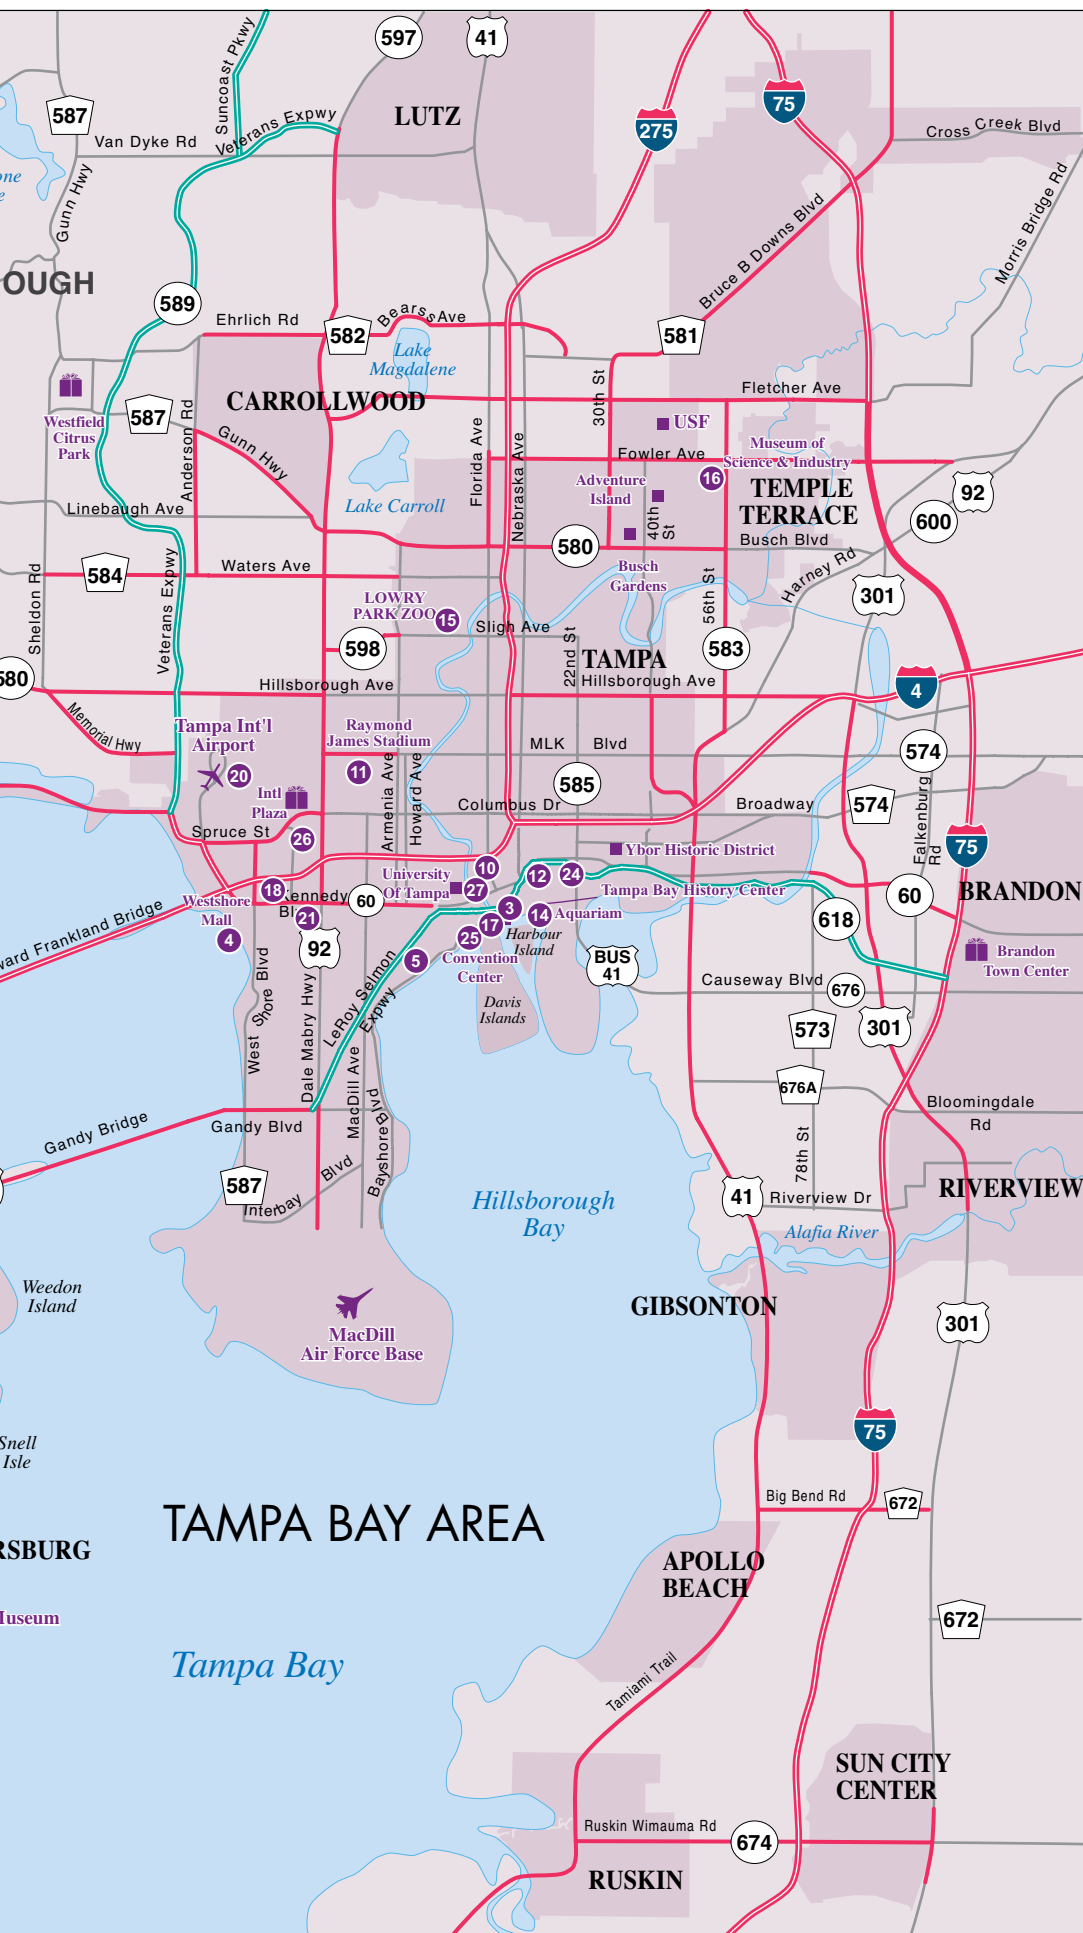 597
41
Suncoast Pkwy
587
LUTZ
75
275
Veterans Expwy
Van Dyke Rd
Cross Creek Blvd
Gunn Hwy
Morris Bridge Rd
Bruce B Downs Blvd
OUGH
589
Ehrlich Rd
582
Bearss Ave
581
Lake
Magdalene
30th St
Fletcher Ave
CARROLLWOOD
587
Westfield
Citrus
Park
Anderson Rd
Gunn Hwy
Florida Ave
Nebraska Ave
USF
Museum of
Science & Industry
Fowler Ave
16
Adventure
Island
TEMPLE
TERRACE
92
600
Lake Carroll
Linebaugh Ave
40th
St
580
Busch Blvd
Harney Rd
584
Waters Ave
Busch
Gardens
Sheldon Rd
Veterans Expwy
LOWRY
PARK ZOO
15
56th St
301
Sligh Ave
22nd St
598
583
TAMPA
580
Hillsborough Ave
Hillsborough Ave
4
Memorial Hwy
Tampa Int'l
Airport
20
Raymond
James Stadium
11
MLK Blvd
574
585
Armenia Ave
Howard Ave
Intl
Plaza
Columbus Dr
Broadway
574
Falkenburg
Rd
Spruce St
26
75
Ybor Historic District
10
12
24
University
Of Tampa
27
Tampa Bay History Center
18
Kennedy
60
60
BRANDON
Westshore
Mall
4
21
3
14
Aquariam
618
17
25
Harbour
Island
92
5
Convention
Center
BUS
41
Brandon
Town Center
ward Frankland Bridge
West Shore Blvd
Dale Mabry Hwy
LeRoy Selmon
Expwy
Davis
Islands
Causeway Blvd
676
573
301
MacDill Ave
676A
Bloomingdale
Rd
Gandy Bridge
Gandy Blvd
Bayshore Blvd
78th St
587
Interbay Blvd
41
Riverview Dr
RIVERVIEW
Hillsborough
Bay
Alafia River
Weedon
Island
GIBSONTON
301
MacDill
Air Force Base
75
Snell
Isle
Big Bend Rd
672
TAMPA BAY AREA
RSBURG
APOLLO
BEACH
672
Museum
Tampa Bay
Tamiami Trail
SUN CITY
CENTER
Ruskin Wimauma Rd
674
RUSKIN